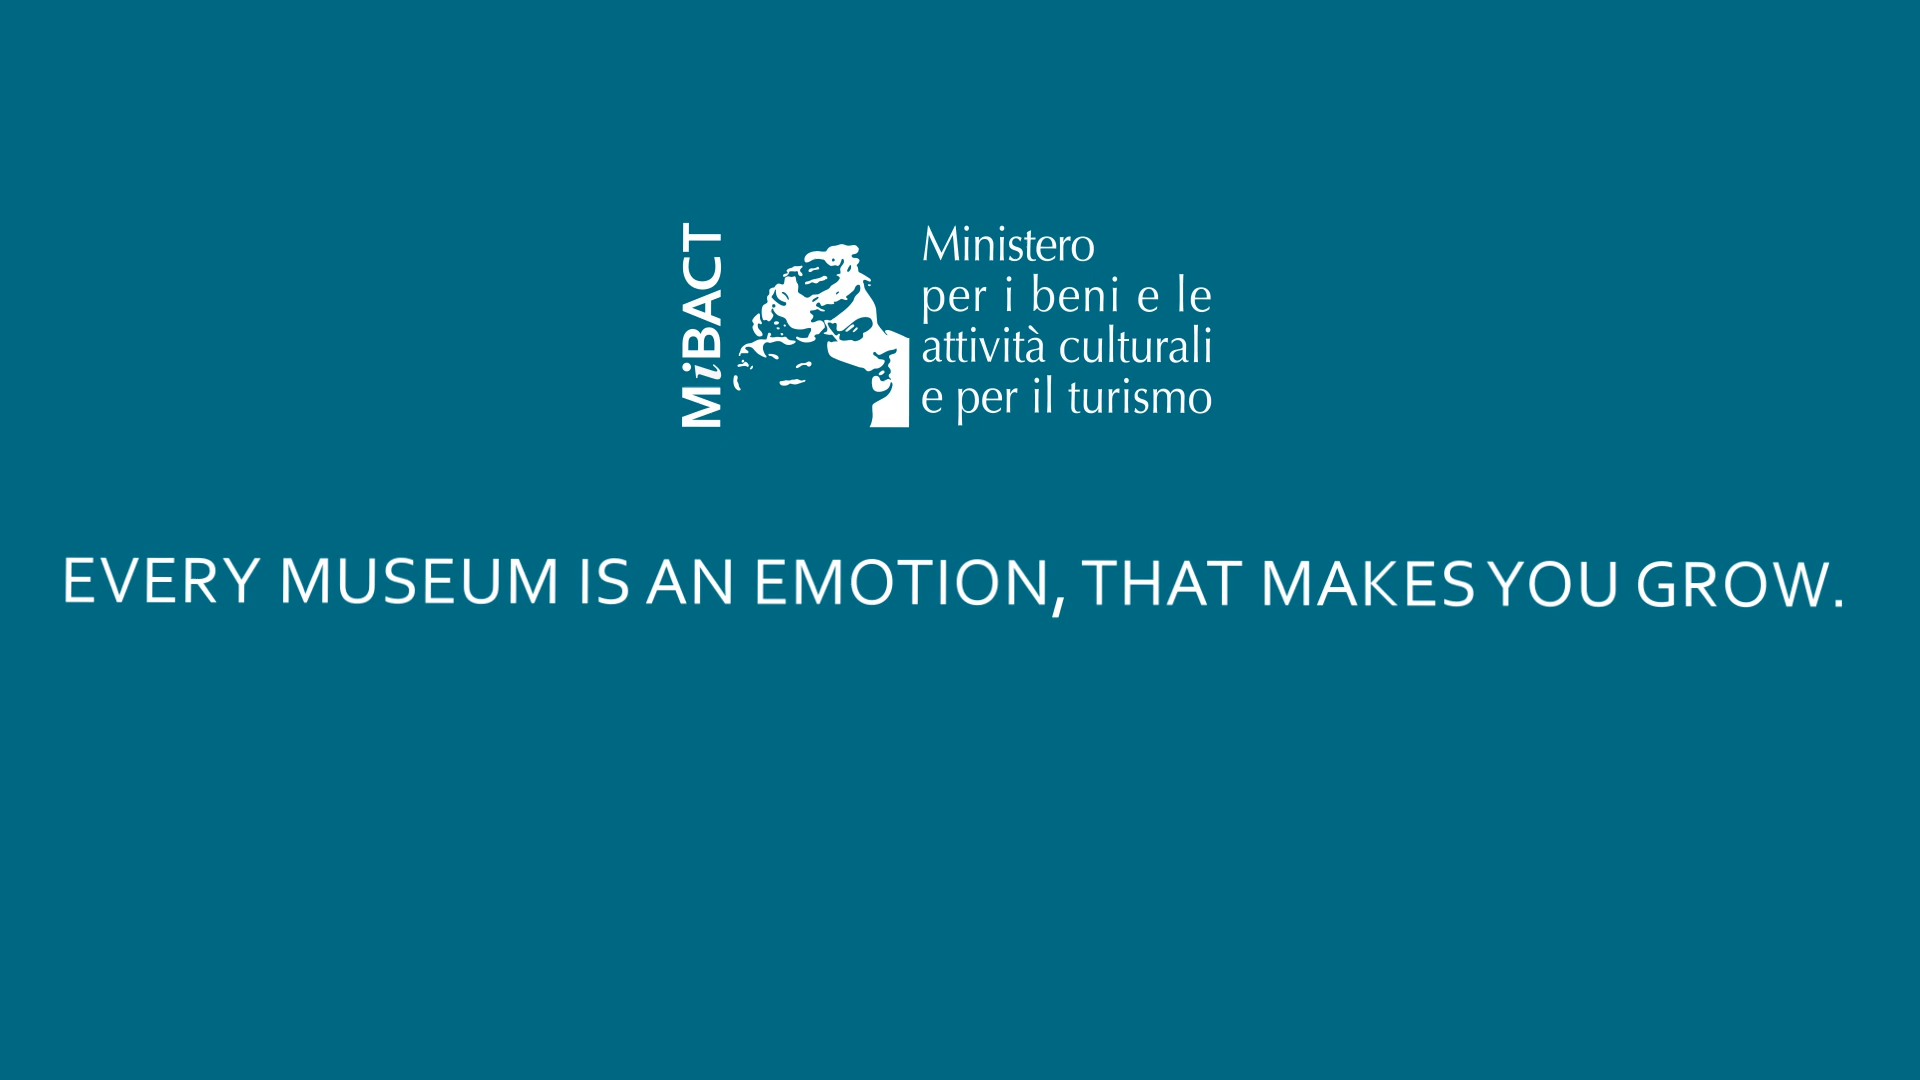 MiBACT
Ministero
per i beni e le
attività culturali
e per il turismo
EVERY MUSEUM IS AN EMOTION, THAT MAKES YOU GROW.